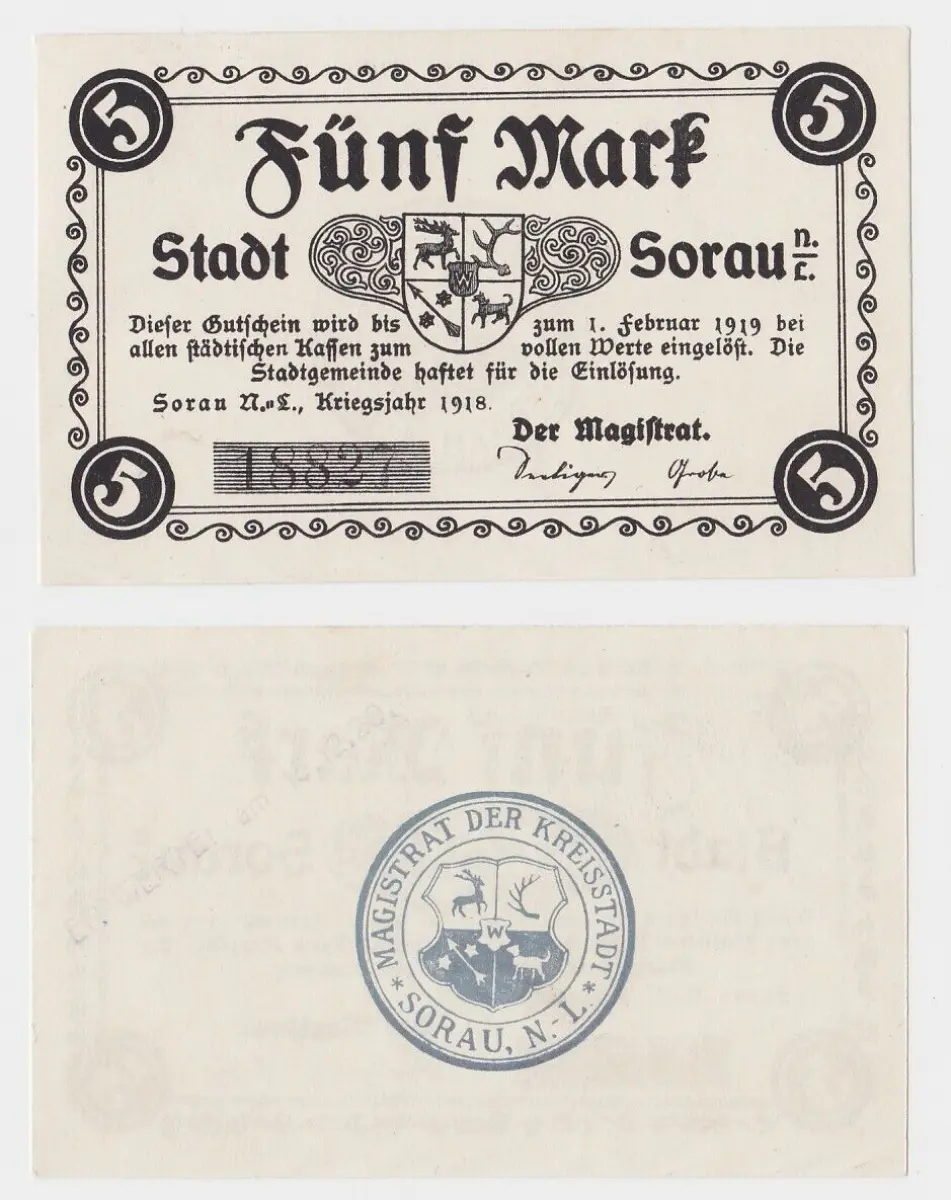 5 5
Fünf Mark
Stadt Sorau N./L.
W
Dieser Gutschein wird bis zum 1. Februar 1919 bei
allen städtischen Kassen zum vollen Werte eingelöst. Die
Stadtgemeinde haftet für die Einlösung.
Sorau N.=L., Kriegsjahr 1918.
Der Magistrat.
18827
Seeliger Grobe
5 5
* MAGISTRAT DER KREISSTADT *
W
SORAU, N.-L.